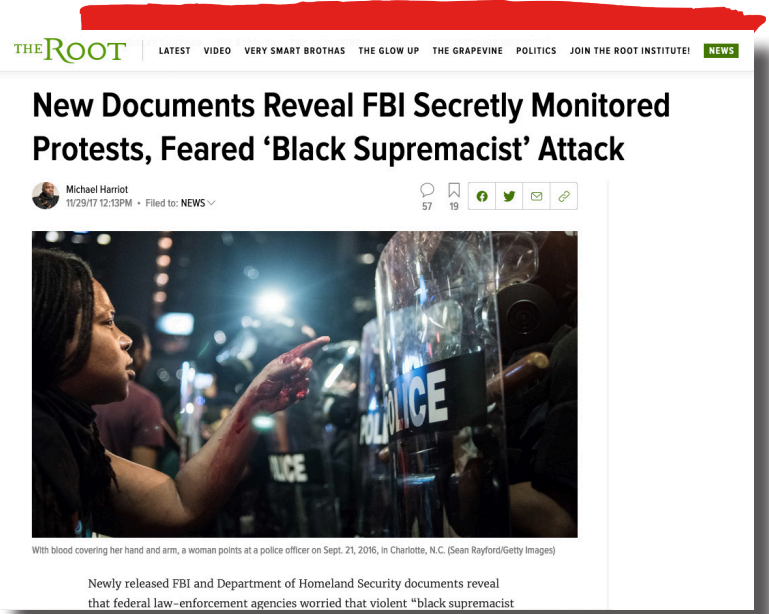 THE ROOT
LATEST VIDEO VERY SMART BROTHAS THE GLOW UP THE GRAPEVINE POLITICS JOIN THE ROOT INSTITUTE! NEWS
New Documents Reveal FBI Secretly Monitored
Protests, Feared ‘Black Supremacist’ Attack
Michael Harriot
11/29/17 12:13PM • Filed to: NEWS
57 19
POLICE
POLI
LICE
With blood covering her hand and arm, a woman points at a police officer on Sept. 21, 2016, in Charlotte, N.C. (Sean Rayford/Getty Images)
Newly released FBI and Department of Homeland Security documents reveal
that federal law-enforcement agencies worried that violent “black supremacist